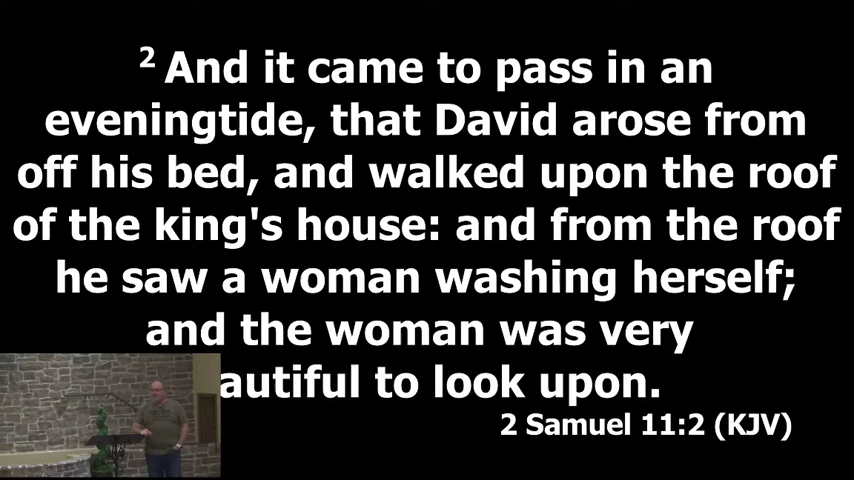 2 And it came to pass in an
eveningtide, that David arose from
off his bed, and walked upon the roof
of the king's house: and from the roof
he saw a woman washing herself;
and the woman was very
autiful to look upon.
2 Samuel 11:2 (KJV)